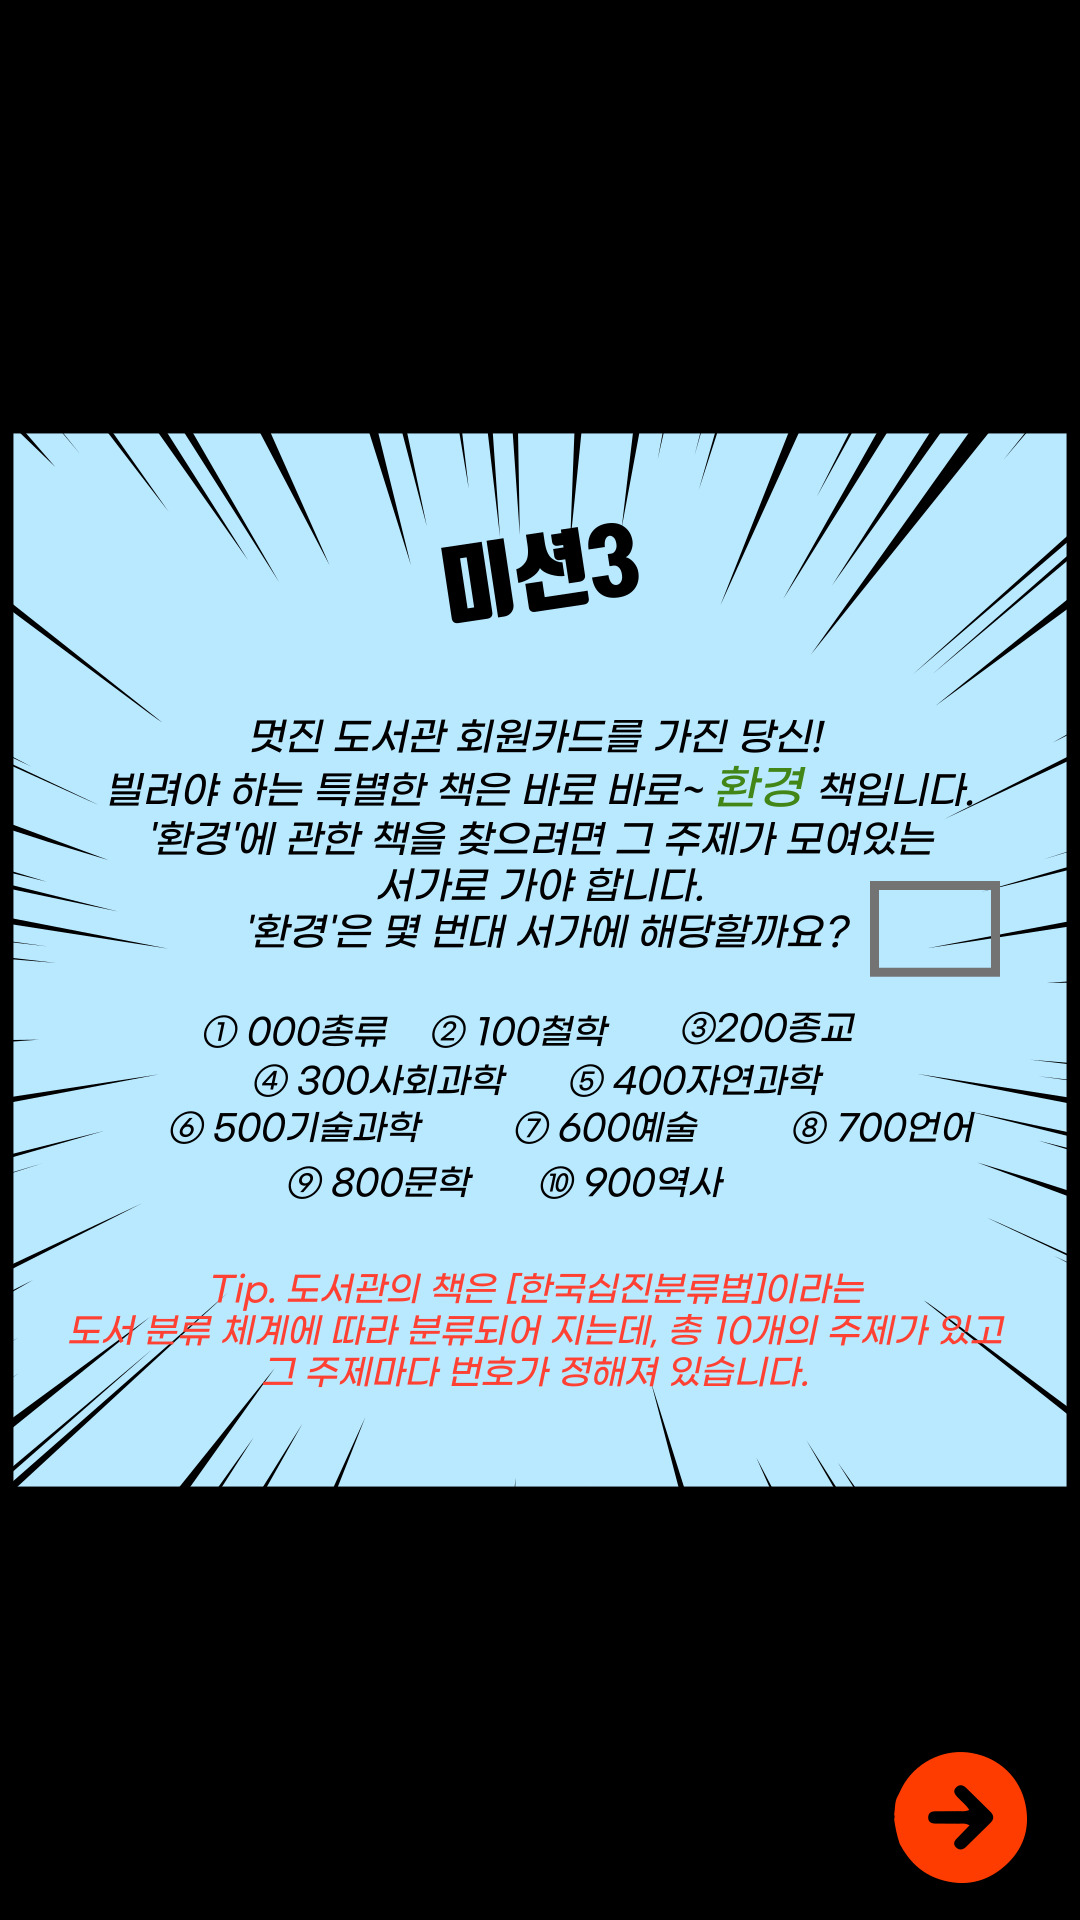 미션3
멋진 도서관 회원카드를 가진 당신!
빌려야 하는 특별한 책은 바로 바로~ 환경 책입니다.
'환경'에 관한 책을 찾으려면 그 주제가 모여있는
서가로 가야 합니다.
'환경'은 몇 번대 서가에 해당할까요?
① 000총류 ② 100철학 ③200종교
④ 300사회과학 ⑤ 400자연과학
⑥ 500기술과학 ⑦ 600예술 ⑧ 700언어
⑨ 800문학 ⑩ 900역사
Tip. 도서관의 책은 [한국십진분류법]이라는
도서 분류 체계에 따라 분류되어 지는데, 총 10개의 주제가 있고
그 주제마다 번호가 정해져 있습니다.